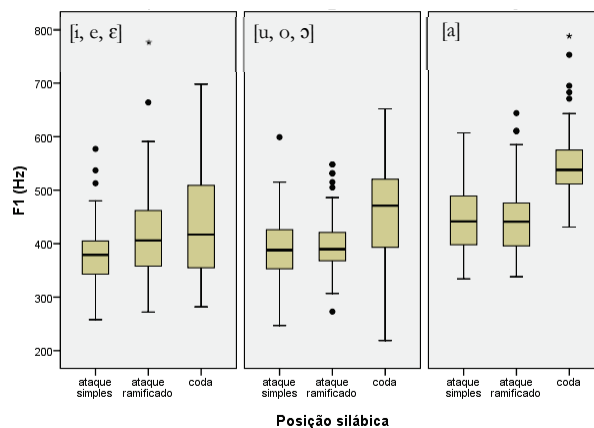 [i, e, ɛ]
[u, o, ɔ]
[a]
F1 (Hz)
800
700
600
500
400
300
200
ataque simples
ataque ramificado
coda
ataque simples
ataque ramificado
coda
ataque simples
ataque ramificado
coda
Posição silábica